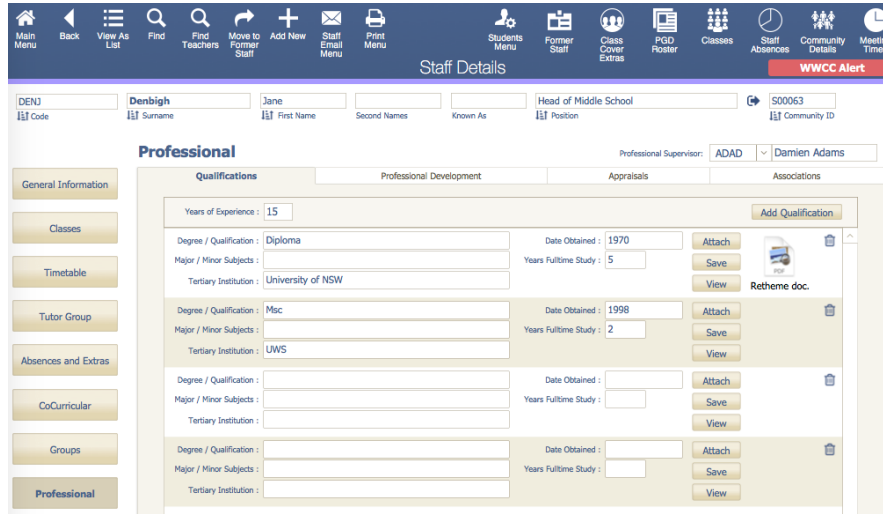 Main Menu
Back
View As List
Find
Find Teachers
Move to Former Staff
Add New
Staff Email Menu
Print Menu
Students Menu
Former Staff
Class Cover Extras
PGD Roster
Classes
Staff Absences
Community Details
Staff Details
WWCC Alert
DENJ Denbigh Jane Head of Middle School S00063
Code Surname First Name Second Names Known As Position Community ID
Professional
Professional Supervisor: ADAD Damien Adams
Qualifications Professional Development Appraisals Associations
General Information
Classes
Timetable
Tutor Group
Absences and Extras
CoCurricular
Groups
Professional
Years of Experience : 15 Add Qualification
Degree / Qualification : Diploma Date Obtained : 1970 Attach
Major / Minor Subjects : Years Fulltime Study : 5 Save
Tertiary Institution : University of NSW View
PDF
Retheme doc.
Degree / Qualification : Msc Date Obtained : 1998 Attach
Major / Minor Subjects : Years Fulltime Study : 2 Save
Tertiary Institution : UWS View
Degree / Qualification : Date Obtained : Attach
Major / Minor Subjects : Years Fulltime Study : Save
Tertiary Institution : View
Degree / Qualification : Date Obtained : Attach
Major / Minor Subjects : Years Fulltime Study : Save
Tertiary Institution : View